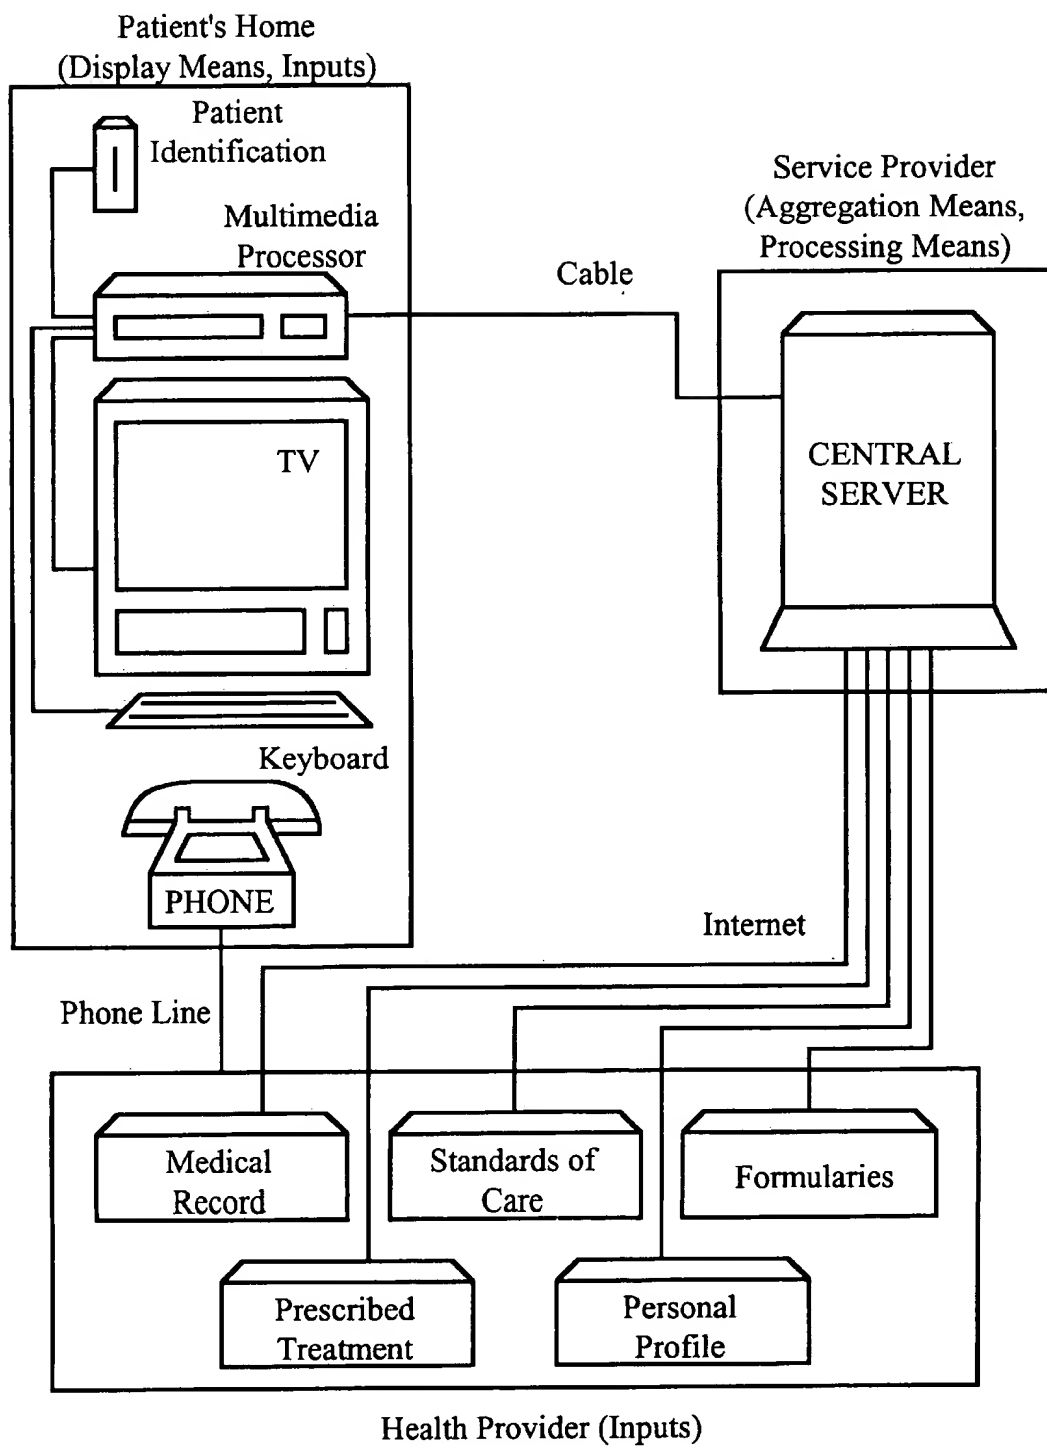 Patient's Home
(Display Means, Inputs)
Patient
Identification
Multimedia
Processor
TV
Keyboard
PHONE
Phone Line
Cable
Service Provider
(Aggregation Means,
Processing Means)
CENTRAL
SERVER
Internet
Medical
Record
Standards of
Care
Formularies
Prescribed
Treatment
Personal
Profile
Health Provider (Inputs)